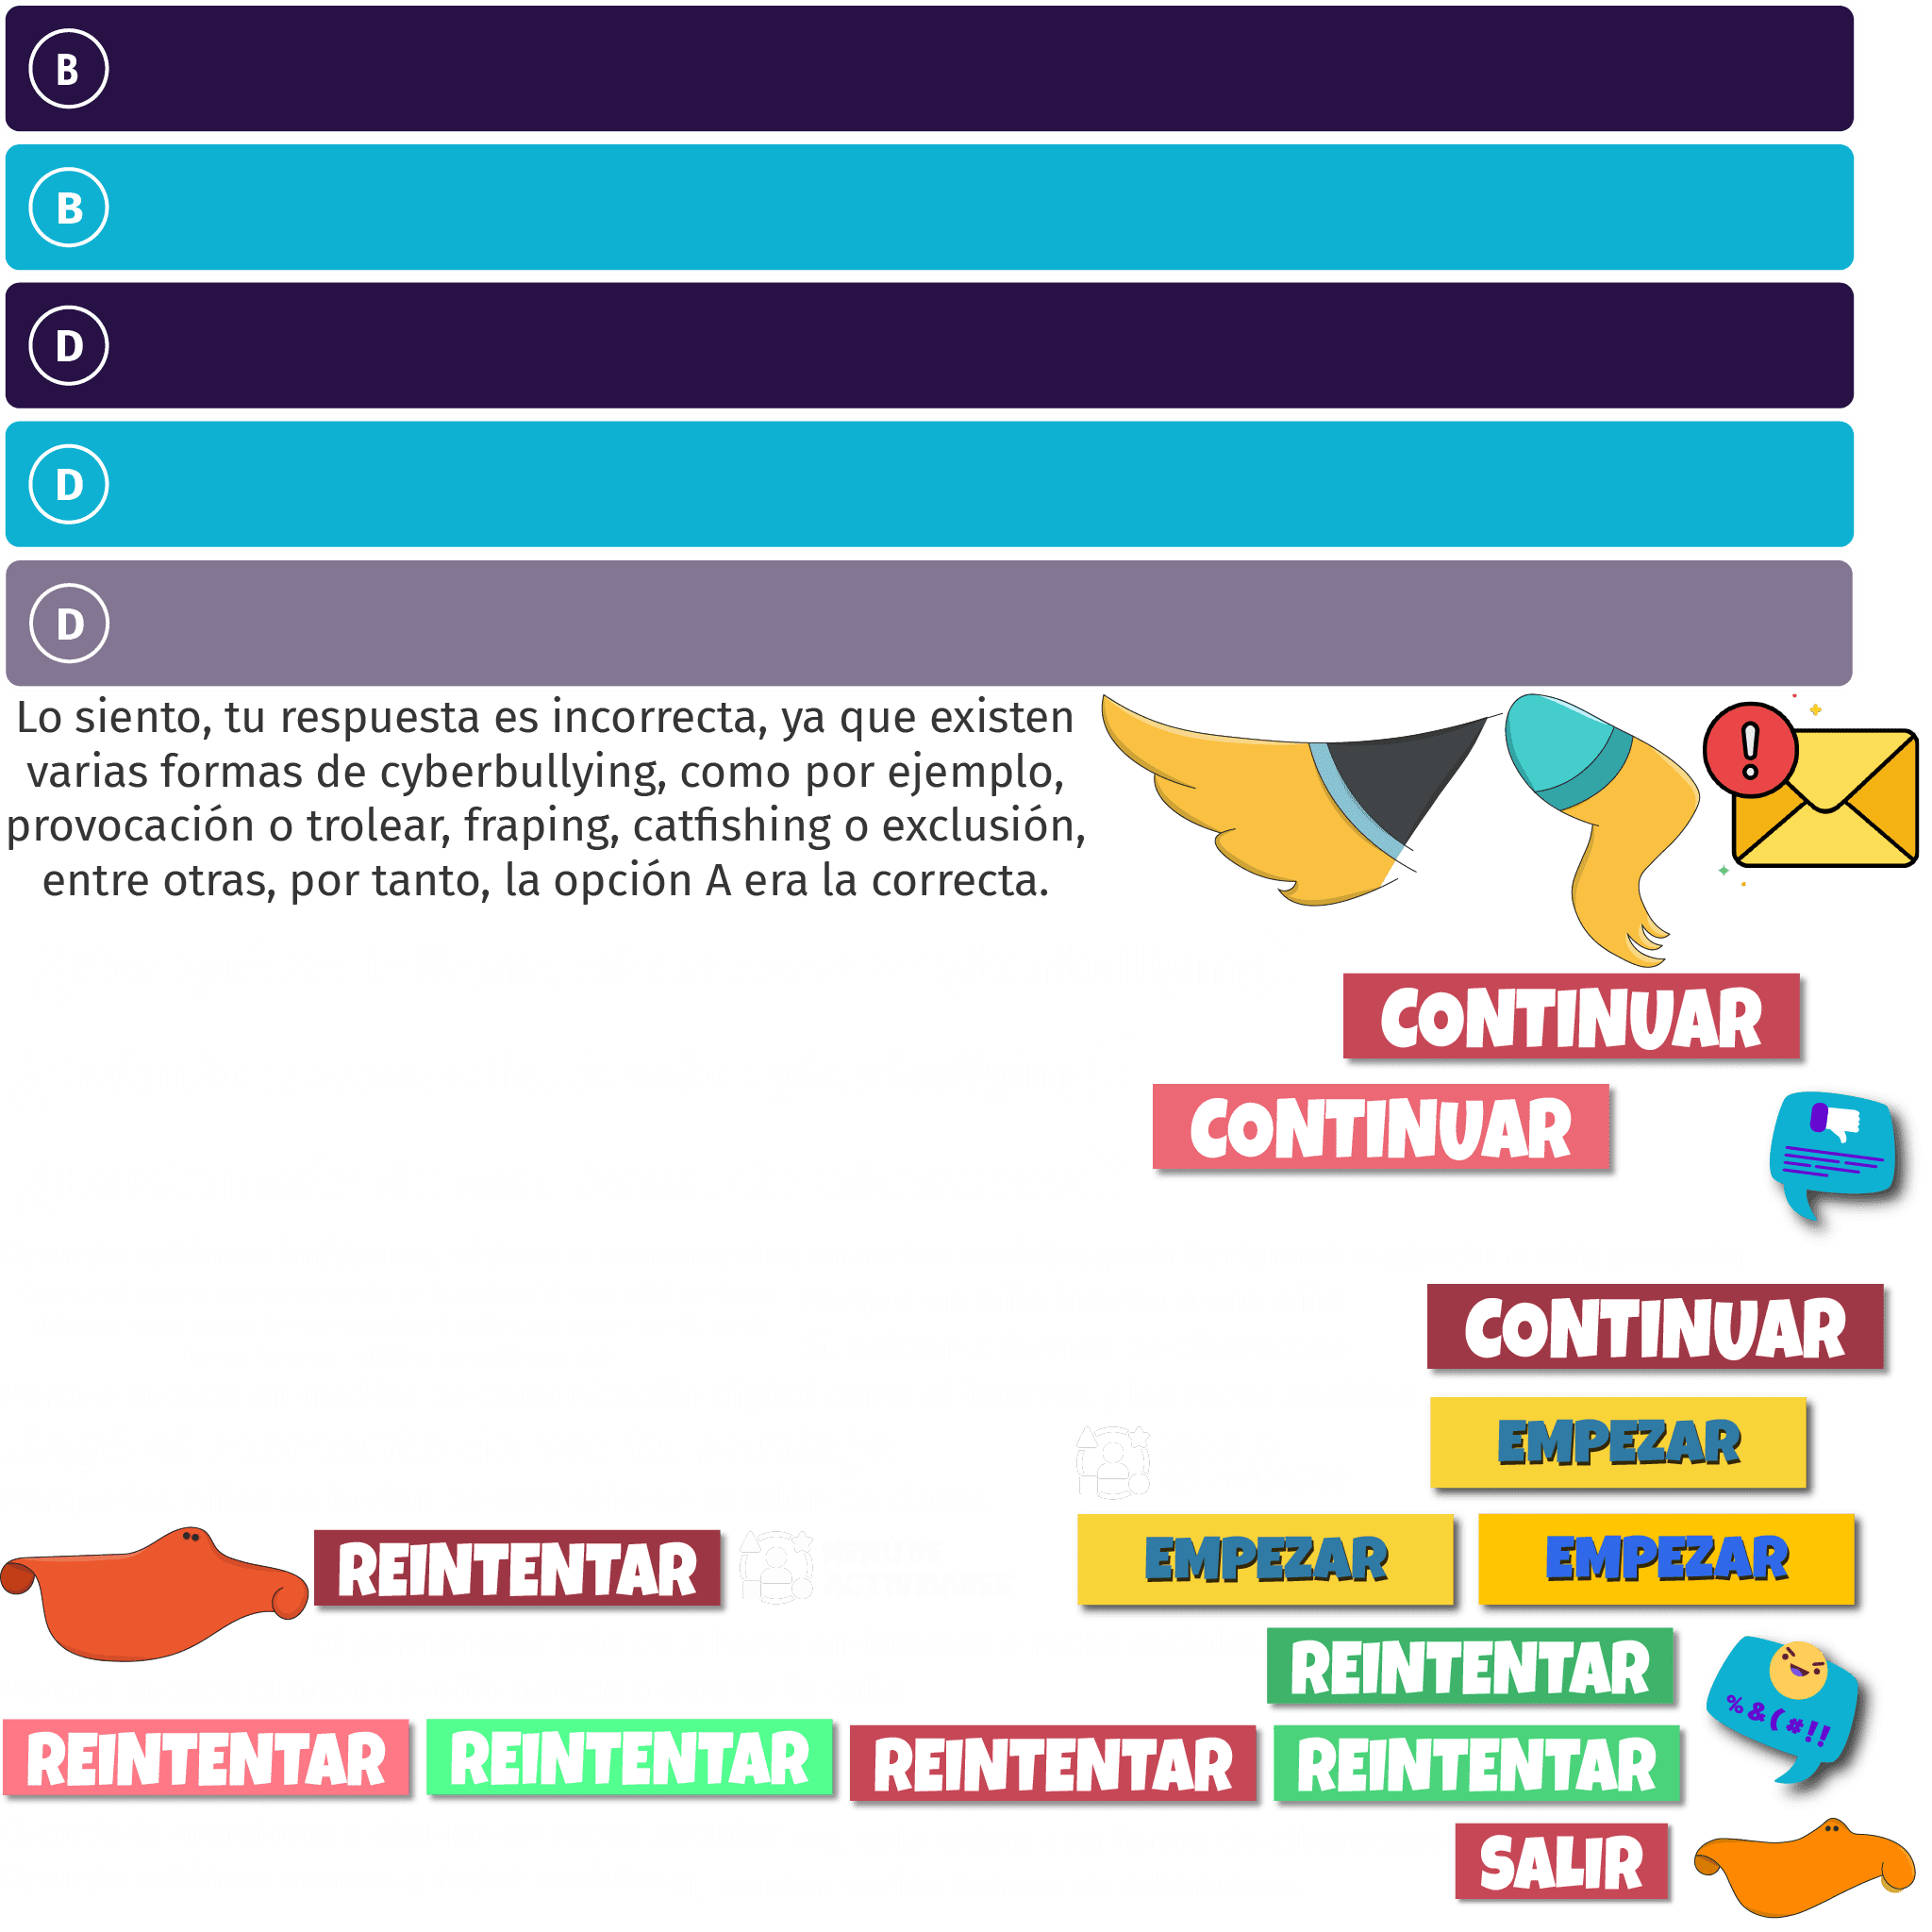 B
B
D
D
D
Lo siento, tu respuesta es incorrecta, ya que existen
varias formas de cyberbullying, como por ejemplo,
provocación o trolear, fraping, catfishing o exclusión,
entre otras, por tanto, la opción A era la correcta.
CONTINUAR
CONTINUAR
CONTINUAR
EMPEZAR
REINTENTAR
EMPEZAR
EMPEZAR
REINTENTAR
%&(#!!
REINTENTAR
REINTENTAR
REINTENTAR
REINTENTAR
SALIR